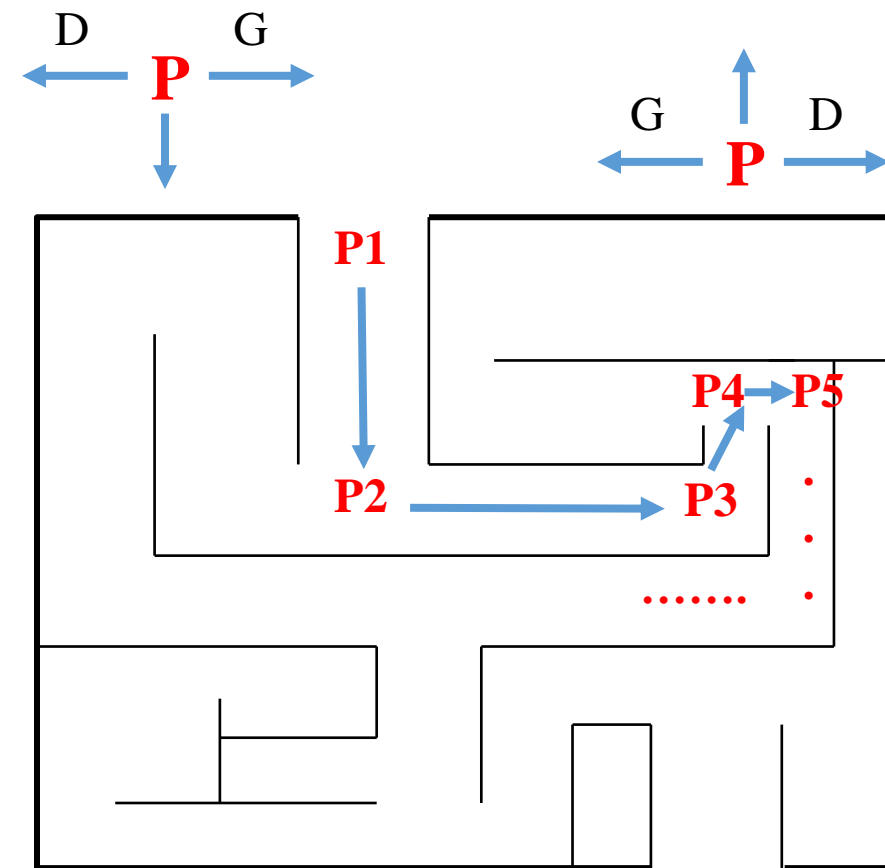 D G
P
G D
P
P1
P4 P5
P2 P3
.
.
....... .